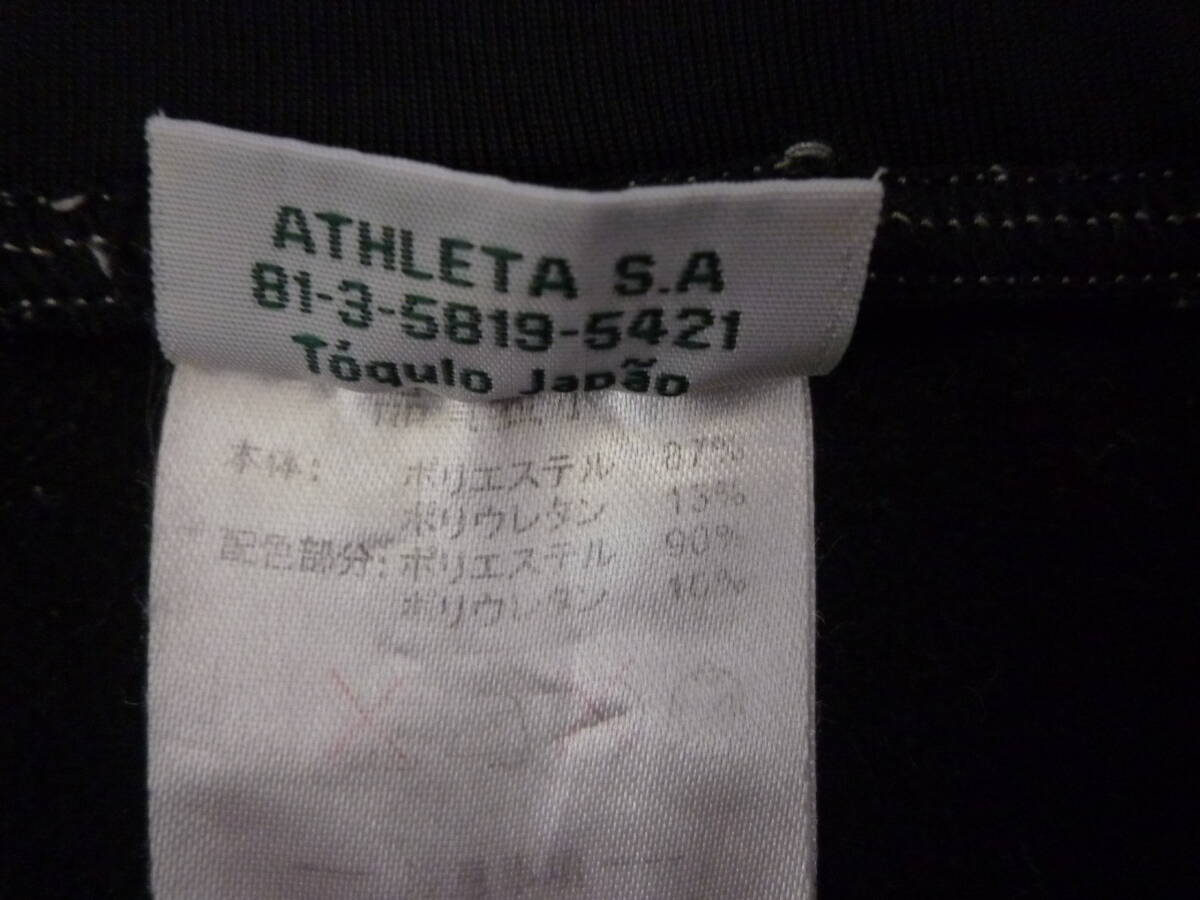 ATHLETA S.A
81-3-5819-5421
Tóquio Japão
本体: ポリエステル 87%
ポリウレタン 13%
配色部分: ポリエステル 90%
ポリウレタン 10%